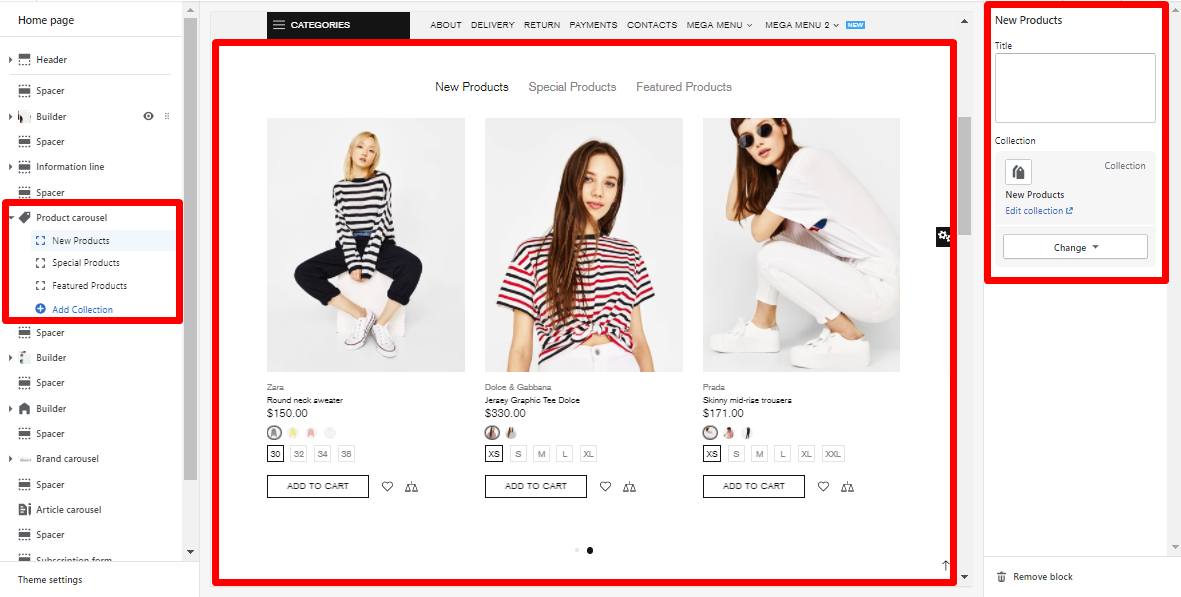 Home page
Header
Spacer
Builder
Spacer
Information line
Spacer
Product carousel
New Products
Special Products
Featured Products
Add Collection
Spacer
Builder
Spacer
Builder
Spacer
Brand carousel
Spacer
Article carousel
Spacer
Subscription form
Theme settings
CATEGORIES
ABOUT DELIVERY RETURN PAYMENTS CONTACTS MEGA MENU MEGA MENU 2 NEW
New Products Special Products Featured Products
Zara
Round neck sweater
$150.00
30 32 34 38
ADD TO CART
Dolce & Gabbana
Jersey Graphic Tee Dolce
$330.00
XS S M L XL
ADD TO CART
Prada
Skinny mid-rise trousers
$171.00
XS S M L XL XXL
ADD TO CART
New Products
Title
Collection
Collection
New Products
Edit collection
Change
Remove block